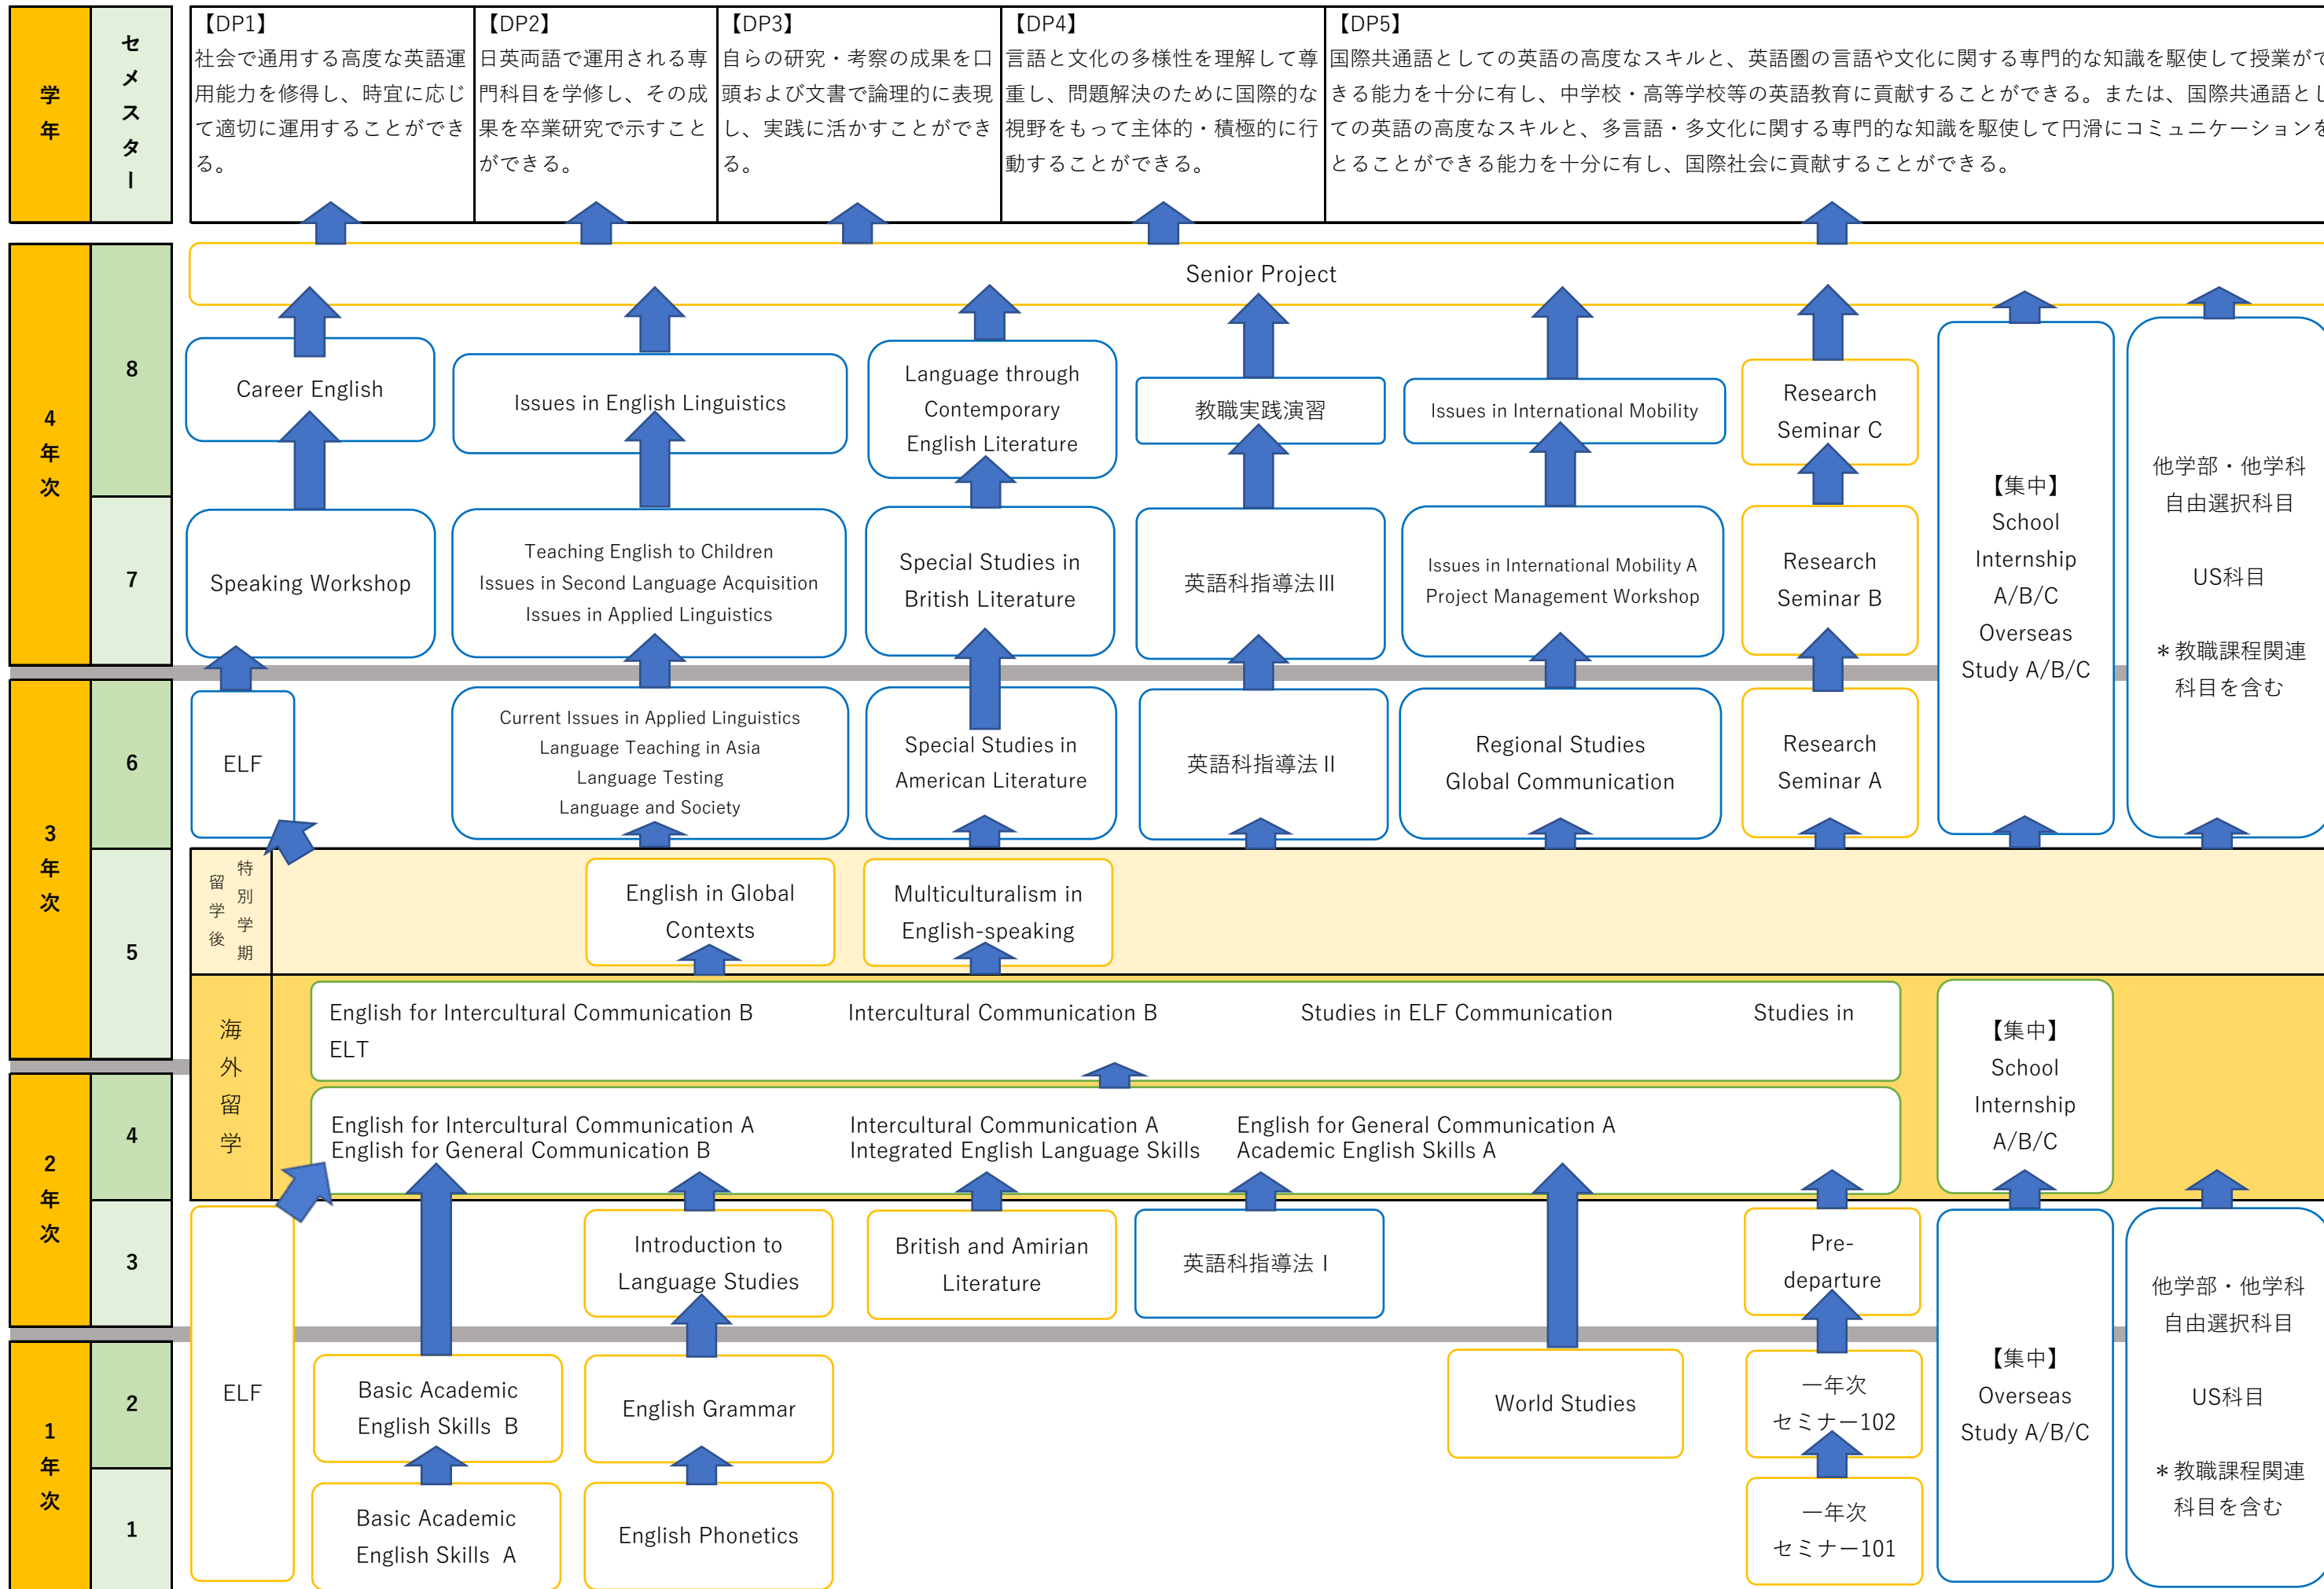 学年
セメスター
【DP1】
社会で通用する高度な英語運
用能力を修得し、時宜に応じ
て適切に運用することができ
る。
【DP2】
日英両語で運用される専
門科目を学修し、その成
果を卒業研究で示すこと
ができる。
【DP3】
自らの研究・考察の成果を口
頭および文書で論理的に表現
し、実践に活かすことができ
る。
【DP4】
言語と文化の多様性を理解して尊
重し、問題解決のために国際的な
視野をもって主体的・積極的に行
動することができる。
【DP5】
国際共通語としての英語の高度なスキルと、英語圏の言語や文化に関する専門的な知識を駆使して授業がで
きる能力を十分に有し、中学校・高等学校等の英語教育に貢献することができる。または、国際共通語とし
ての英語の高度なスキルと、多言語・多文化に関する専門的な知識を駆使して円滑にコミュニケーションを
とることができる能力を十分に有し、国際社会に貢献することができる。
4年次
Senior Project
8
Career English
Issues in English Linguistics
Language through
Contemporary
English Literature
教職実践演習
Issues in International Mobility
Research
Seminar C
【集中】
School
Internship
A/B/C
Overseas
Study A/B/C
他学部・他学科
自由選択科目
US科目
＊教職課程関連
科目を含む
7
Speaking Workshop
Teaching English to Children
Issues in Second Language Acquisition
Issues in Applied Linguistics
Special Studies in
British Literature
英語科指導法Ⅲ
Issues in International Mobility A
Project Management Workshop
Research
Seminar B
3年次
6
ELF
Current Issues in Applied Linguistics
Language Teaching in Asia
Language Testing
Language and Society
Special Studies in
American Literature
英語科指導法Ⅱ
Regional Studies
Global Communication
Research
Seminar A
5
特別学期
留学後
English in Global
Contexts
Multiculturalism in
English-speaking
海外留学
English for Intercultural Communication B
Intercultural Communication B
Studies in ELF Communication
Studies in
ELT
【集中】
School
Internship
A/B/C
2年次
4
English for Intercultural Communication A
Intercultural Communication A
English for General Communication A
English for General Communication B
Integrated English Language Skills
Academic English Skills A
3
ELF
Introduction to
Language Studies
British and Amirian
Literature
英語科指導法Ⅰ
Pre-
departure
【集中】
Overseas
Study A/B/C
他学部・他学科
自由選択科目
US科目
＊教職課程関連
科目を含む
1年次
2
Basic Academic
English Skills B
English Grammar
World Studies
一年次
セミナー102
1
Basic Academic
English Skills A
English Phonetics
一年次
セミナー101